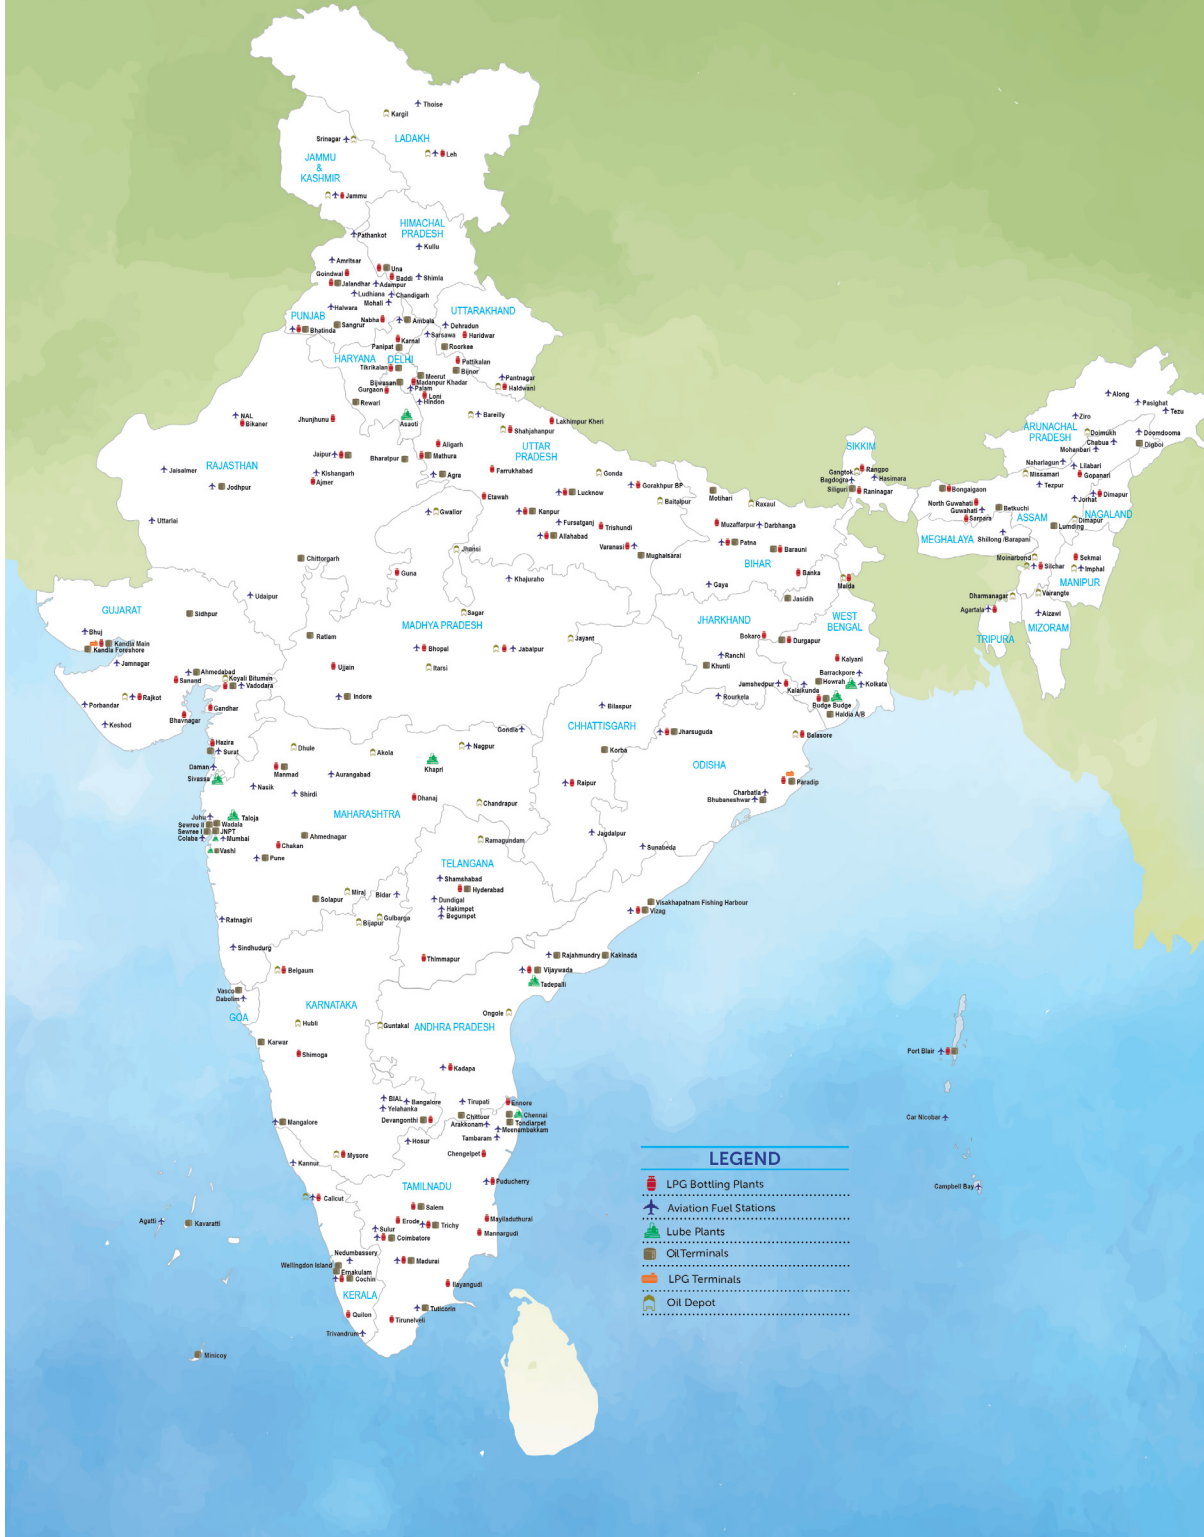 Thoise
Kargil
LADAKH
Srinagar
Leh
JAMMU
&
KASHMIR
Jammu
HIMACHAL
PRADESH
Pathankot
Kullu
Amritsar
Una
Goindwal
Baddi
Shimla
Jalandhar
Adampur
Ludhiana
Chandigarh
Mohali
Halwara
UTTARAKHAND
PUNJAB
Nabha
Ambala
Sangrur
Bhatinda
Dehradun
Sarsawa
Haridwar
Karnal
Panipat
Roorkee
HARYANA
DELHI
Pattikalan
Tikrikalan
Bijnor
Meerut
Pantnagar
Bijwasan
Madanpur Khadar
Haldwani
Gurgaon
Palam
Loni
Rewari
Hindon
NAL
Bikaner
Jhunjhunu
Asaoti
Bareilly
Lakhimpur Kheri
Shahjahanpur
Along
Pasighat
Tezu
Ziro
ARUNACHAL
PRADESH
Doimukh
Doomdooma
Chabua
Mohanbari
Digboi
Aligarh
UTTAR
PRADESH
SIKKIM
Jaipur
Bharatpur
Mathura
RAJASTHAN
Jaisalmer
Kishangarh
Ajmer
Agra
Farrukhabad
Gonda
Gangtok
Rangpo
Bagdogra
Hasimara
Siliguri
Raninagar
Naharlagun
Lilabari
Missamari
Gopanari
Tezpur
Jodhpur
Etawah
Lucknow
Gorakhpur BP
Baitalpur
Motihari
Raxaul
Bongaigaon
Dimapur
Jorhat
North Guwahati
Guwahati
Betkuchi
NAGALAND
Uttarlai
Gwalior
Kanpur
Fursatganj
Trishundi
Muzaffarpur
Darbhanga
Sarpara
ASSAM
Dimapur
Lumding
Allahabad
MEGHALAYA
Shillong /Barapani
Chittorgarh
Jhansi
Varanasi
Mughalsarai
Patna
Barauni
BIHAR
Moinarbond
Sekmai
Silchar
Imphal
MANIPUR
Guna
Khajuraho
Gaya
Banka
Malda
Udaipur
Jasidih
Dharmanagar
Vairangte
GUJARAT
Sidhpur
Sagar
JHARKHAND
WEST
BENGAL
Agartala
Aizawl
TRIPURA
MIZORAM
Bhuj
Ratlam
MADHYA PRADESH
Jayant
Bokaro
Durgapur
Kandla Main
Kandla Foreshore
Bhopal
Jabalpur
Ranchi
Kalyani
Jamnagar
Ujjain
Itarsi
Khunti
Barrackpore
Ahmedabad
Koyali Bitumen
Sanand
Vadodara
Jamshedpur
Kalaikunda
Howrah
Kolkata
Rajkot
Indore
Rourkela
Porbandar
Gandhar
Bilaspur
Budge Budge
Bhavnagar
Haldia A/B
Keshod
CHHATTISGARH
Gondia
Jharsuguda
Balasore
Hazira
Surat
Dhule
Akola
Nagpur
Korba
ODISHA
Daman
Manmad
Aurangabad
Khapri
Sivassa
Nasik
Raipur
Paradip
Shirdi
Dhanaj
Charbatia
Bhubaneshwar
Juhu
Taloja
MAHARASHTRA
Chandrapur
Sewree II
Wadala
Sewree I
JNPT
Colaba
Mumbai
Ahmednagar
Jagdalpur
Vashi
Chakan
Ramagundam
Sunabeda
Pune
TELANGANA
Shamshabad
Miraj
Bidar
Hyderabad
Solapur
Dundigal
Visakhapatnam Fishing Harbour
Hakimpet
Vizag
Ratnagiri
Gulbarga
Begumpet
Bijapur
Sindhudurg
Thimmapur
Rajahmundry
Kakinada
Belgaum
Vijaywada
Tadepalli
Vasco
Dabolim
KARNATAKA
GOA
Hubli
Guntakal
ANDHRA PRADESH
Ongole
Karwar
Shimoga
Port Blair
Kadapa
BIAL
Bangalore
Tirupati
Ennore
Yelahanka
Car Nicobar
Devangonthi
Chittoor
Chennai
Mangalore
Arakkonam
Tondiarpet
Meenambakkam
Tambaram
Hosur
Mysore
Chengelpet
Kannur
TAMILNADU
Puducherry
Campbell Bay
Calicut
Salem
Agatti
Kavaratti
Erode
Trichy
Mayiladuthurai
Sulur
Mannargudi
Coimbatore
Nedumbassery
Wellingdon Island
Madurai
Ernakulam
Cochin
Ilayangudi
KERALA
Quilon
Tuticorin
Tirunelveli
Trivandrum
Minicoy
LEGEND
LPG Bottling Plants
Aviation Fuel Stations
Lube Plants
Oil Terminals
LPG Terminals
Oil Depot